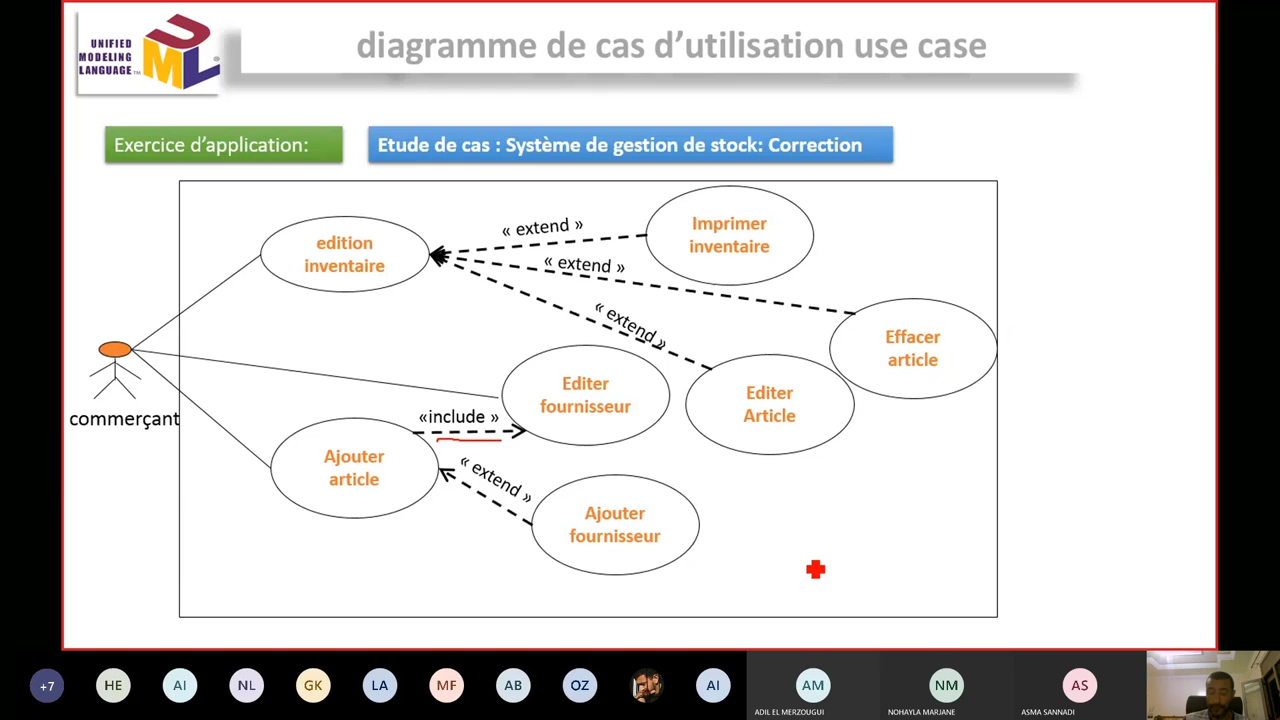 UNIFIED
MODELING
LANGUAGE™
UML®
diagramme de cas d’utilisation use case
Exercice d’application:
Etude de cas : Système de gestion de stock: Correction
edition
inventaire
« extend »
Imprimer
inventaire
« extend »
« extend »
Effacer
article
commerçant
Editer
fournisseur
Editer
Article
«include »
Ajouter
article
« extend »
Ajouter
fournisseur
+7
HE
AI
NL
GK
LA
MF
AB
OZ
AI
AM
NM
AS
ADIL EL MERZOUGUI
NOHAYLA MARJANE
ASMA SANNADI